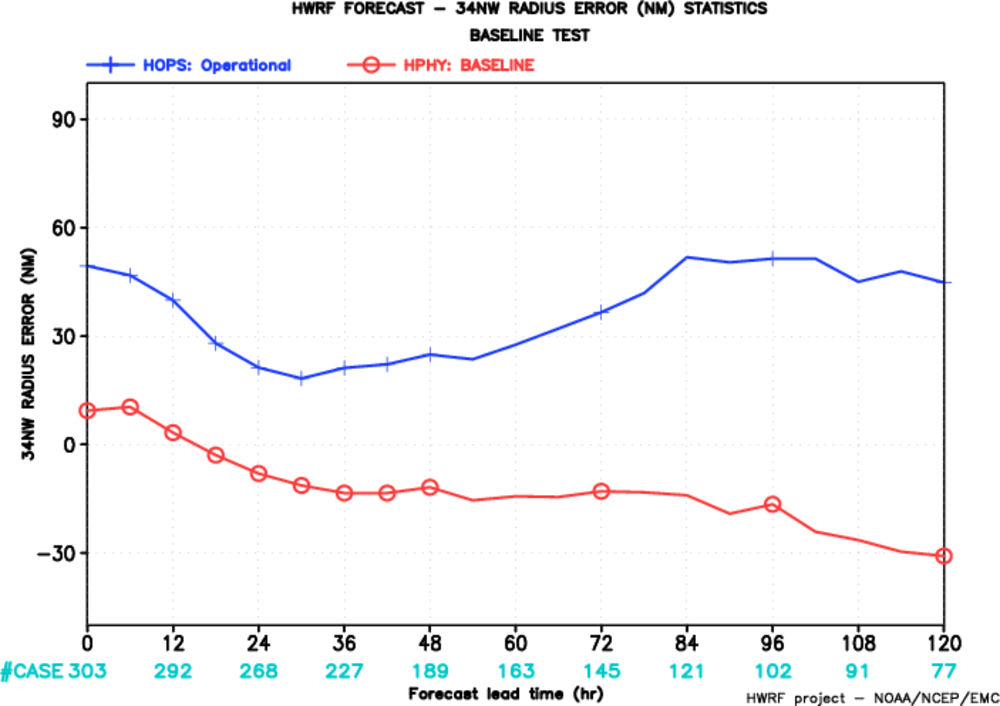 HWRF FORECAST – 34NW RADIUS ERROR (NM) STATISTICS
BASELINE TEST
HOPS: Operational HPHY: BASELINE
90
60
30
0
−30
34NW RADIUS ERROR (NM)
0 12 24 36 48 60 72 84 96 108 120
#CASE 303 292 268 227 189 163 145 121 102 91 77
Forecast lead time (hr)
HWRF project – NOAA/NCEP/EMC